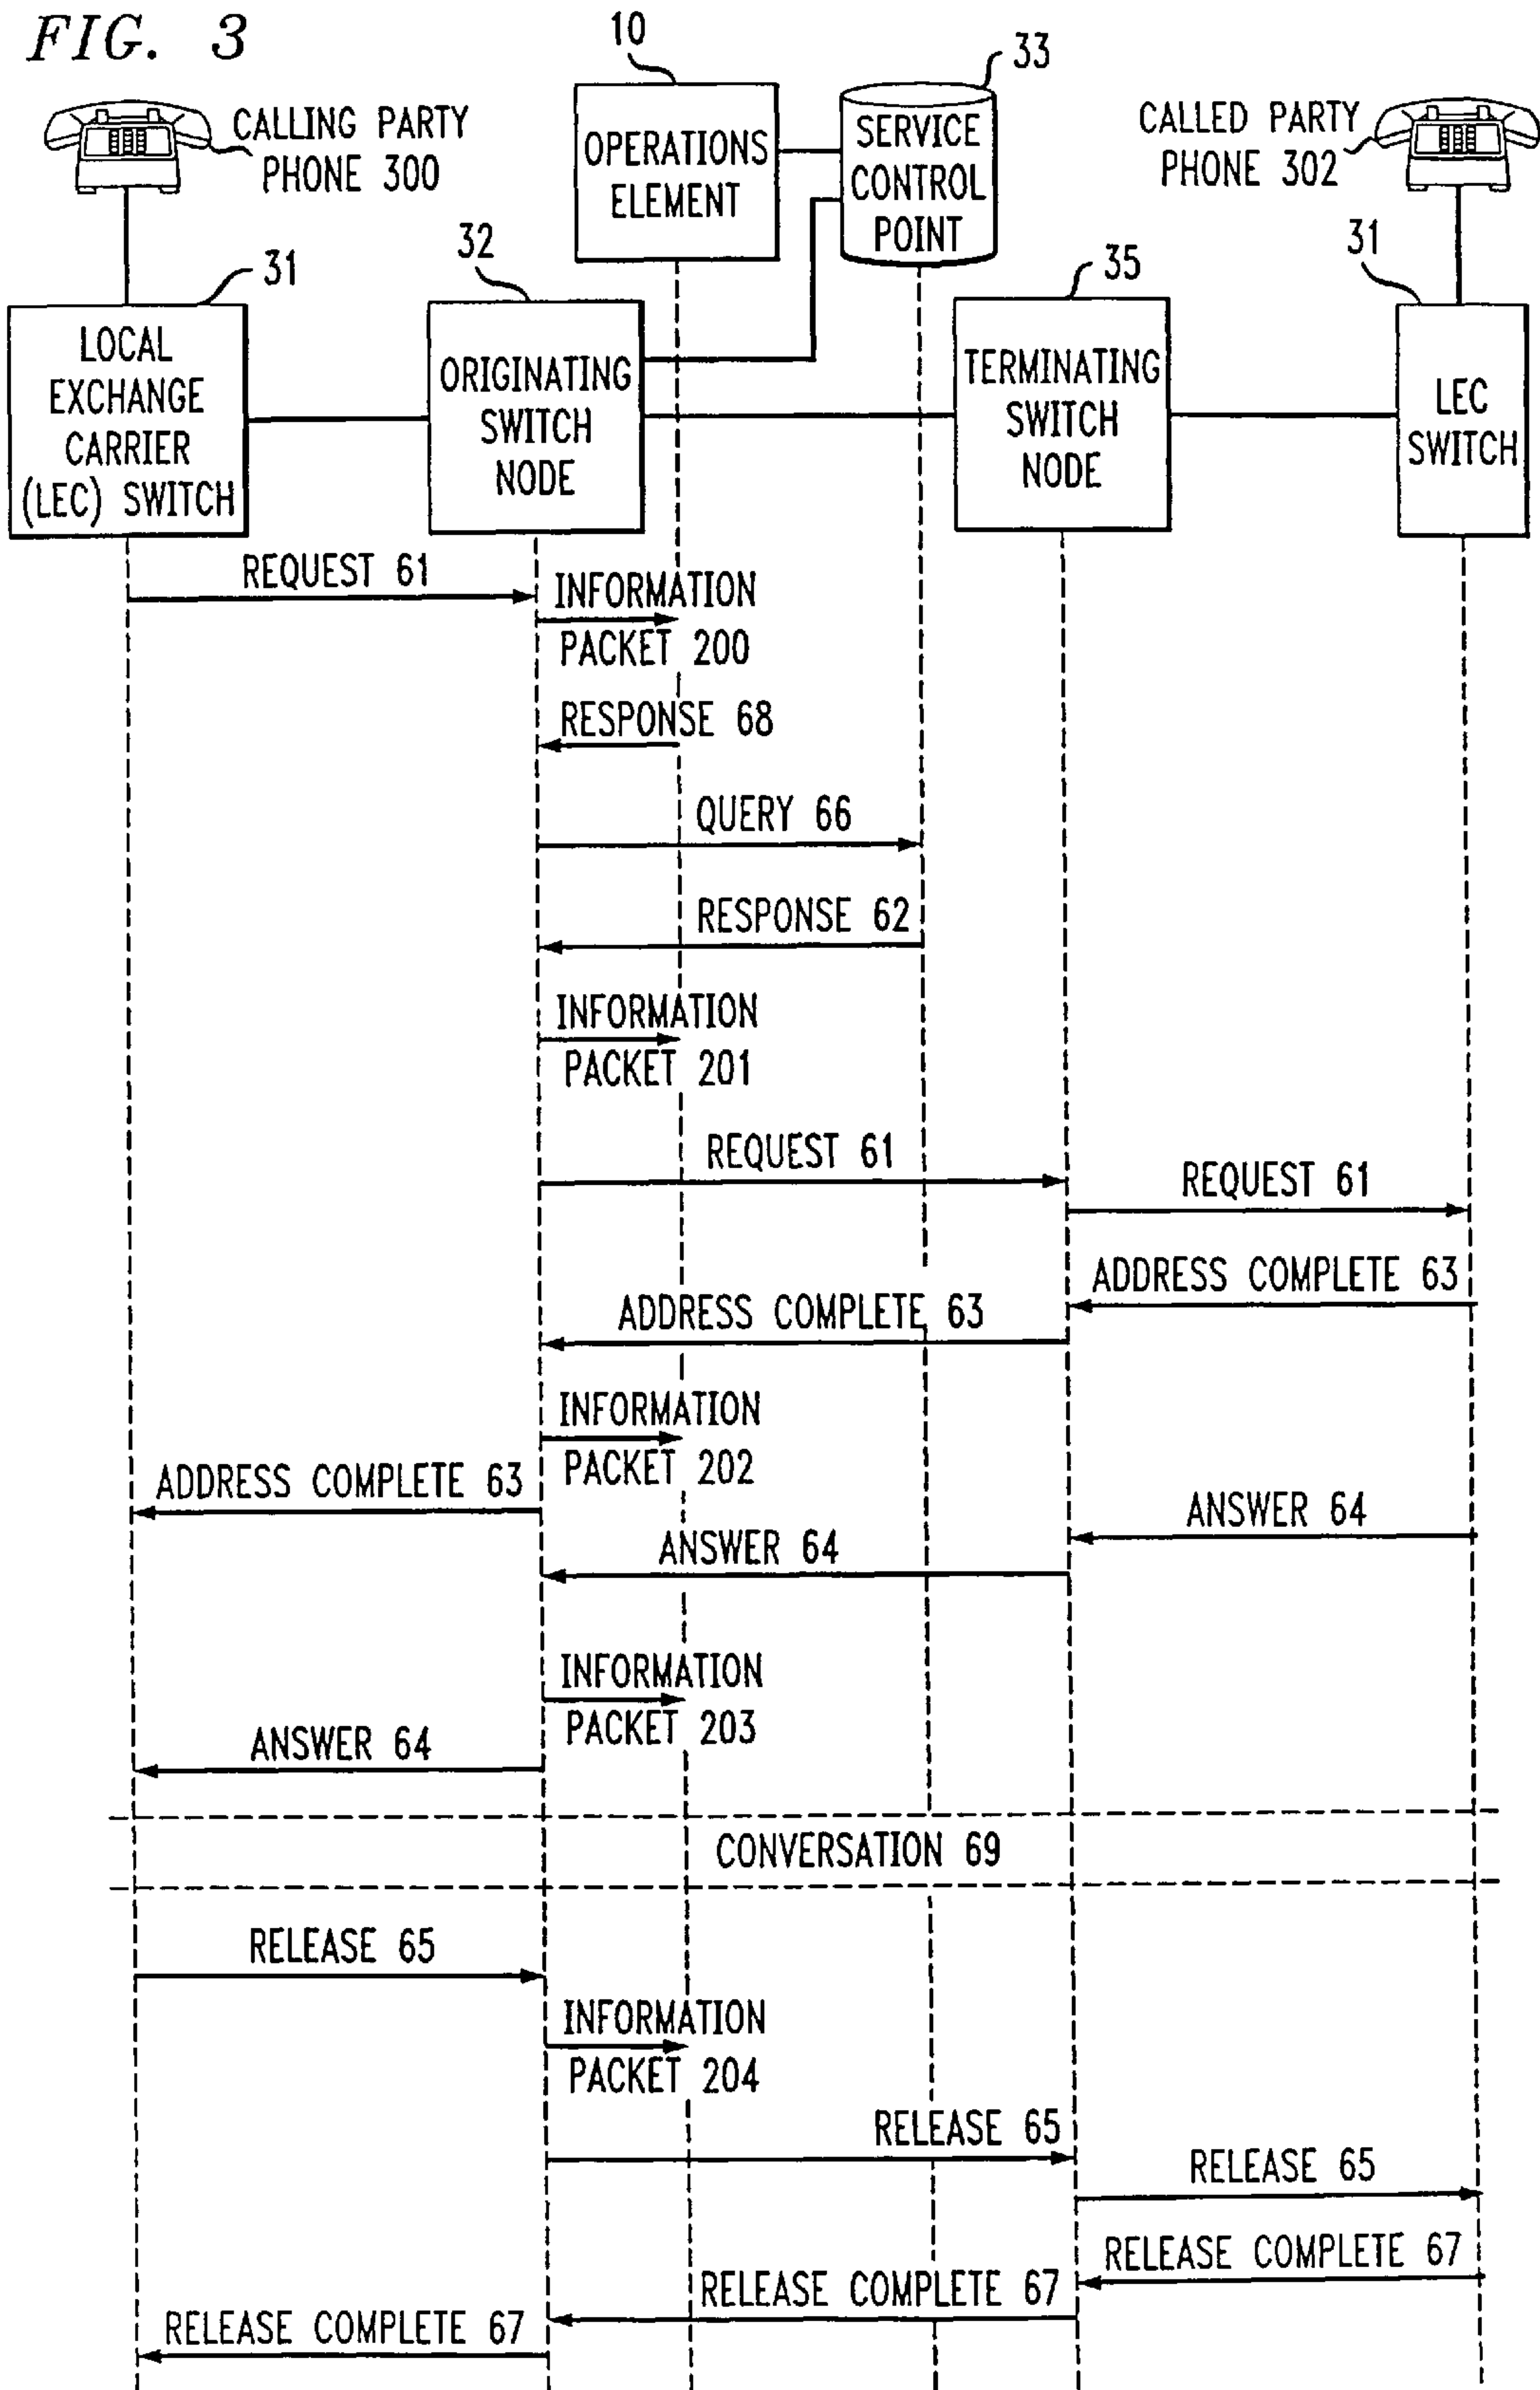 FIG. 3
10
33
CALLING PARTY
PHONE 300
OPERATIONS
ELEMENT
SERVICE
CONTROL
POINT
CALLED PARTY
PHONE 302
31
32
35
31
LOCAL
EXCHANGE
CARRIER
(LEC) SWITCH
ORIGINATING
SWITCH
NODE
TERMINATING
SWITCH
NODE
LEC
SWITCH
REQUEST 61
INFORMATION
PACKET 200
RESPONSE 68
QUERY 66
RESPONSE 62
INFORMATION
PACKET 201
REQUEST 61
REQUEST 61
ADDRESS COMPLETE 63
ADDRESS COMPLETE 63
INFORMATION
PACKET 202
ADDRESS COMPLETE 63
ANSWER 64
ANSWER 64
INFORMATION
PACKET 203
ANSWER 64
CONVERSATION 69
RELEASE 65
INFORMATION
PACKET 204
RELEASE 65
RELEASE 65
RELEASE COMPLETE 67
RELEASE COMPLETE 67
RELEASE COMPLETE 67